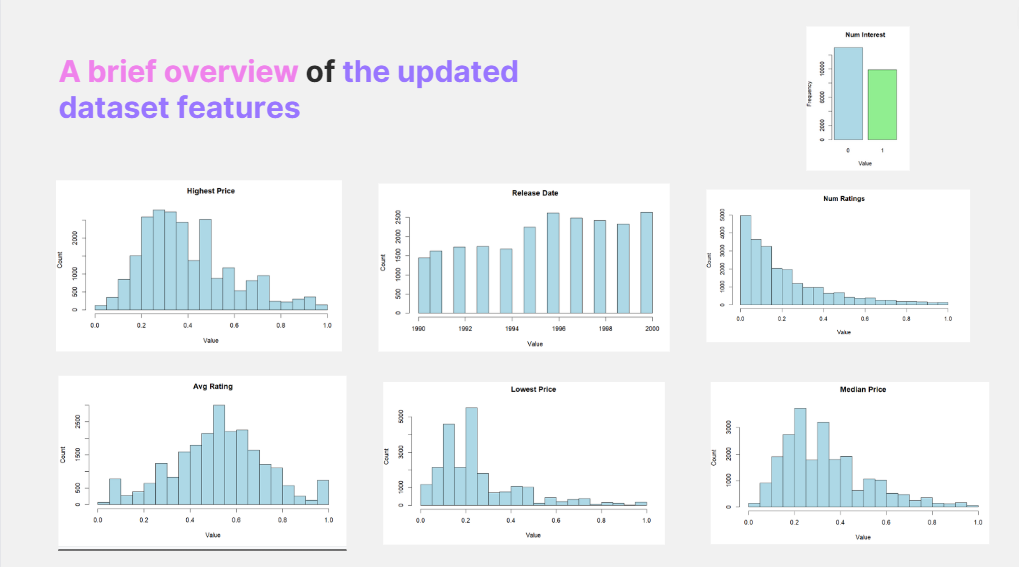 A brief overview of the updated
dataset features
Num Interest
Frequency
0 2000 6000 10000
0 1
Value
Highest Price
Count
0 500 1000 2000
0.0 0.2 0.4 0.6 0.8 1.0
Value
Release Date
Count
0 500 1000 1500 2000 2500
1990 1992 1994 1996 1998 2000
Value
Num Ratings
Count
0 1000 2000 3000 4000 5000
0.0 0.2 0.4 0.6 0.8 1.0
Value
Avg Rating
Count
0 500 1500 2500
0.0 0.2 0.4 0.6 0.8 1.0
Value
Lowest Price
Count
0 1000 3000 5000
0.0 0.2 0.4 0.6 0.8 1.0
Value
Median Price
Count
0 1000 2000 3000
0.0 0.2 0.4 0.6 0.8 1.0
Value